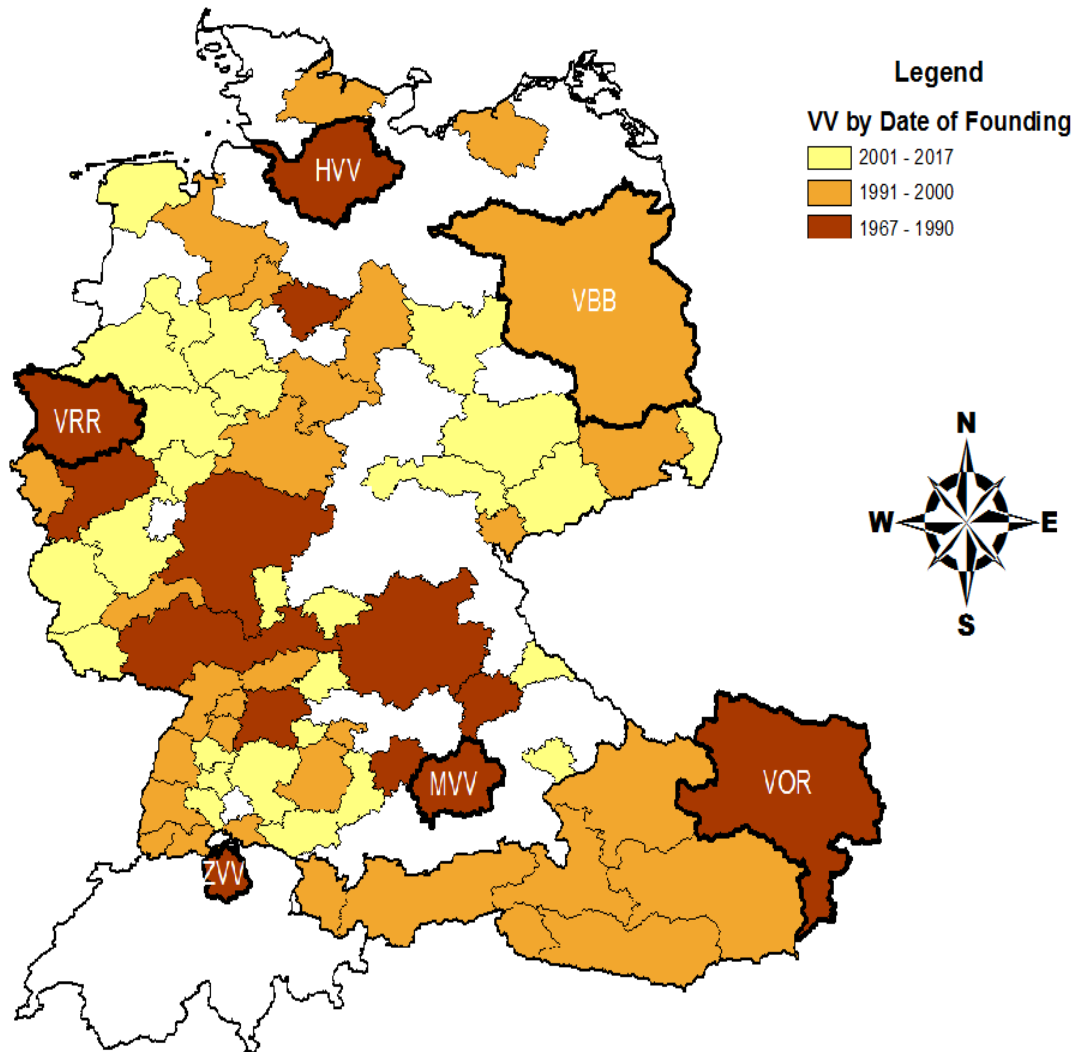 Legend
VV by Date of Founding
2001 - 2017
1991 - 2000
1967 - 1990
HVV
VBB
VRR
N
W
E
S
MVV
VOR
ZVV